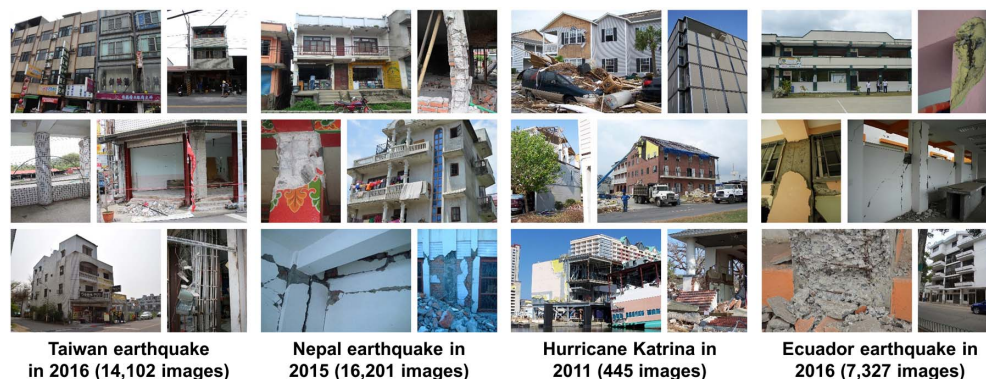 Taiwan earthquake
in 2016 (14,102 images)
Nepal earthquake in
2015 (16,201 images)
Hurricane Katrina in
2011 (445 images)
Ecuador earthquake in
2016 (7,327 images)